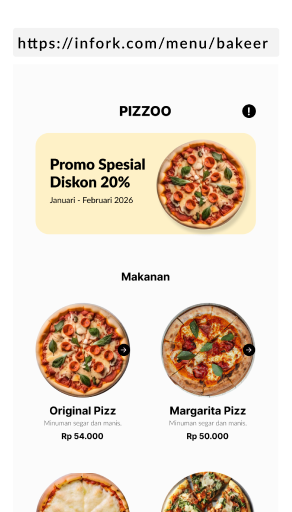 https://infork.com/menu/bakeer
PIZZOO
!
Promo Spesial
Diskon 20%
Januari - Februari 2026
Makanan
Original Pizz
Minuman segar dan manis.
Rp 54.000
Margarita Pizz
Minuman segar dan manis.
Rp 50.000